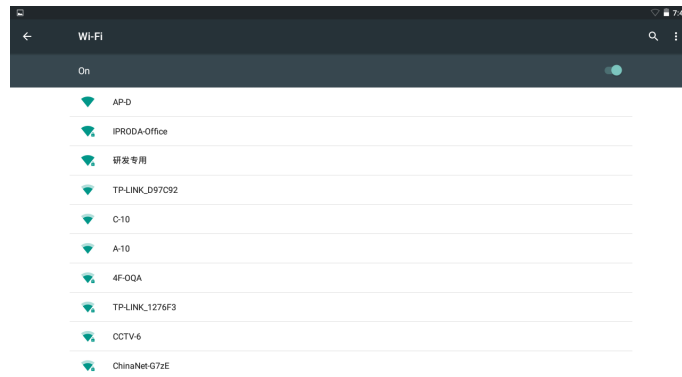 Wi-Fi
On
AP-D
IPRODA-Office
研发专用
TP-LINK_D97C92
C-10
A-10
4F-OQA
TP-LINK_1276F3
CCTV-6
ChinaNet-G7zE